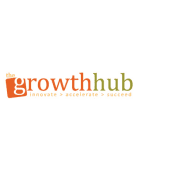 the
growthhub
innovate • accelerate • succeed